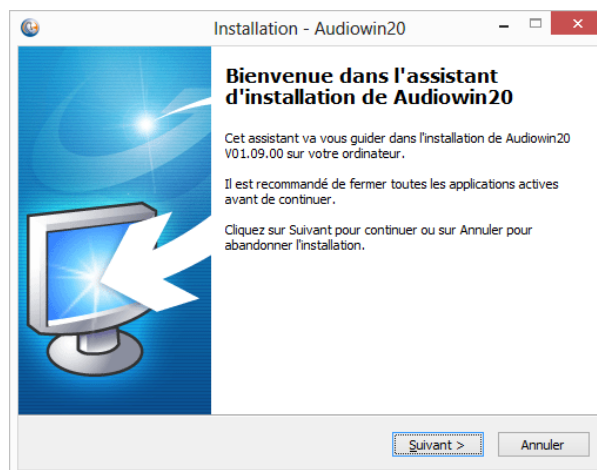 Installation - Audiowin20
Bienvenue dans l'assistant
d'installation de Audiowin20
Cet assistant va vous guider dans l'installation de Audiowin20
V01.09.00 sur votre ordinateur.
Il est recommandé de fermer toutes les applications actives
avant de continuer.
Cliquez sur Suivant pour continuer ou sur Annuler pour
abandonner l'installation.
Suivant > Annuler